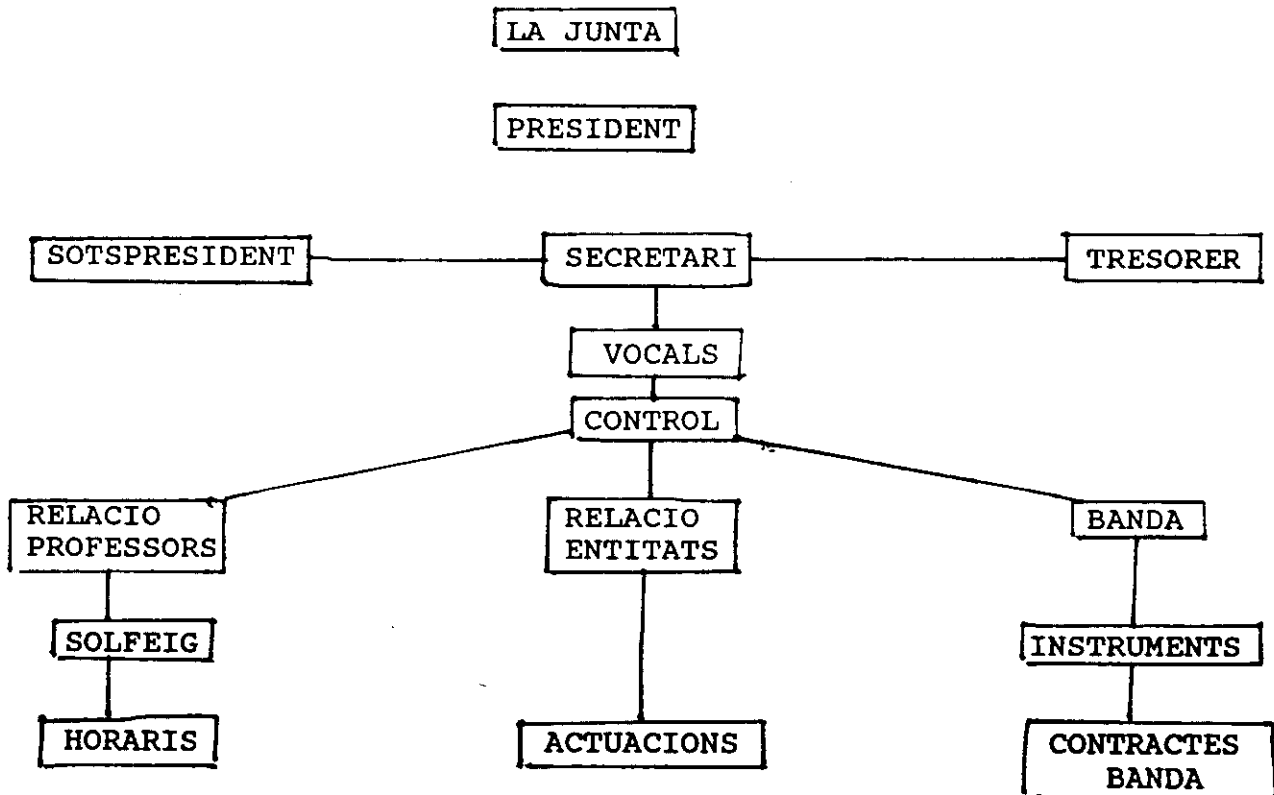 LA JUNTA
PRESIDENT
SOTSPRESIDENT
SECRETARI
TRESORER
VOCALS
CONTROL
RELACIO
PROFESSORS
RELACIO
ENTITATS
BANDA
SOLFEIG
INSTRUMENTS
HORARIS
ACTUACIONS
CONTRACTES
BANDA